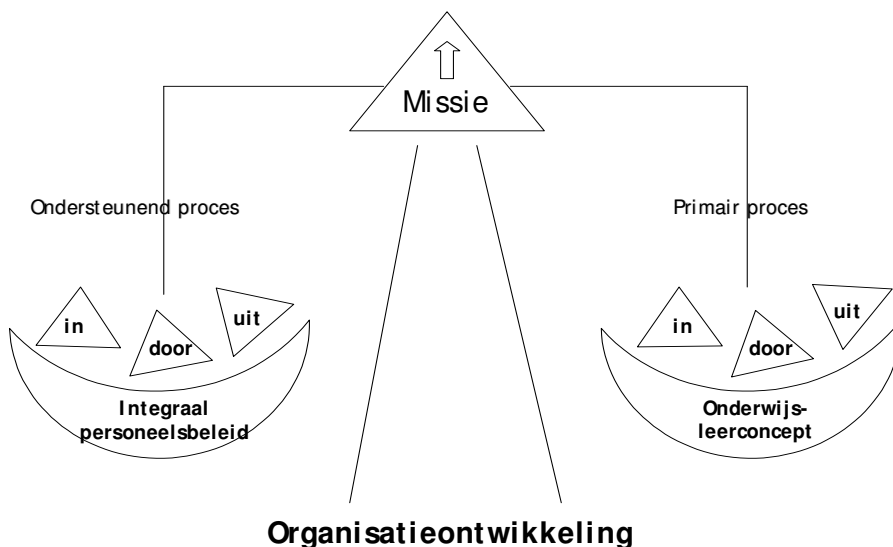 Missie
Ondersteunend proces
Primair proces
in
door
uit
in
door
uit
Integraal
personeelsbeleid
Onderwijs-
leerconcept
Organisatieontwikkeling